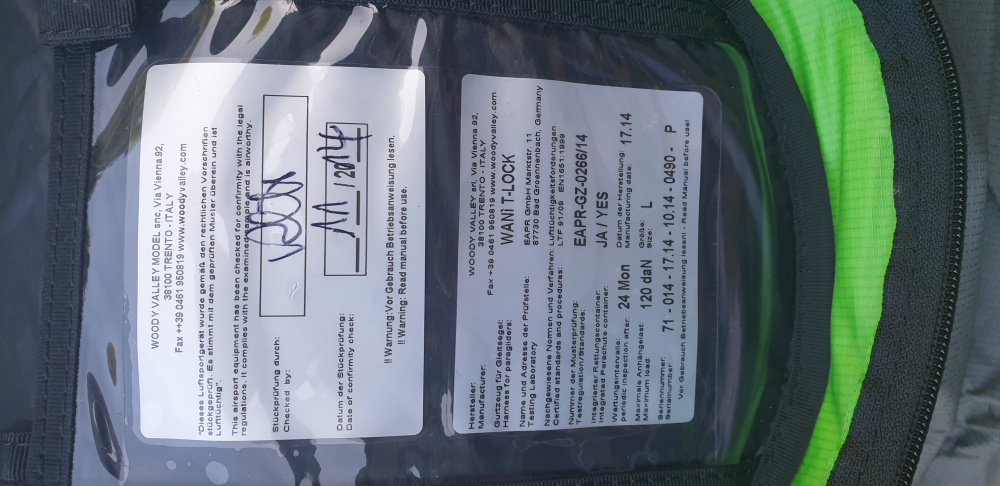 WOODY VALLEY MODEL snc, Via Vienna 92,
38100 TRENTO - ITALY
Fax ++39 0461 950819 www.woodyvalley.com
"Dieses Luftsportgerät wurde gemäß den rechtlichen Vorschriften
stückgeprüft. Es stimmt mit dem geprüften Muster überein und ist
Lufttüchtig".
This airsport equipment has been checked for confirmity with the legal
regulations. It complies with the examined sample and is airworthy.
Stückprüfung durch:
Checked by:
Datum der Stückprüfung:
Date of confirmity check:
11 / 2014
!! Warnung:Vor Gebrauch Betriebsanweisung lesen.
!! Warning: Read manual before use.
Hersteller: WOODY VALLEY srl, Via Vienna 92,
Manufacturer: 38100 TRENTO - ITALY
Fax +39 0461 950819 www.woodyvalley.com
Gurtzeug für Gleitsegel:
Harness for paragliders: WANI T-LOCK
Name und Adresse der Prüfstelle: EAPR GmbH Marktstr. 11
Testing Laboratory 87730 Bad Groennenbach, Germany
Nachgewiesene Normen und Verfahren: Lufttüchtigkeitsforderungen
Certified standards and procedures: LTF 91/09 EN1651:1999
Nummer der Musterprüfung:
Testregulation/Standards: EAPR-GZ-0266/14
Integrierter Rettungscontainer:
Integrated Parachute container: JA / YES
Wartungsintervalle: Datum der Herstellung:
periodic inspection after 24 Mon Manufacturing date 17.14
Maximale Anhängelast: Größe:
Maximum load: 120 daN Size: L
Seriennummer:
Serialnumber: 71 - 014 - 17.14 - 10.14 - 0490 - P
Vor Gebrauch Betriebsanweisung lesen! - Read Manual before use!